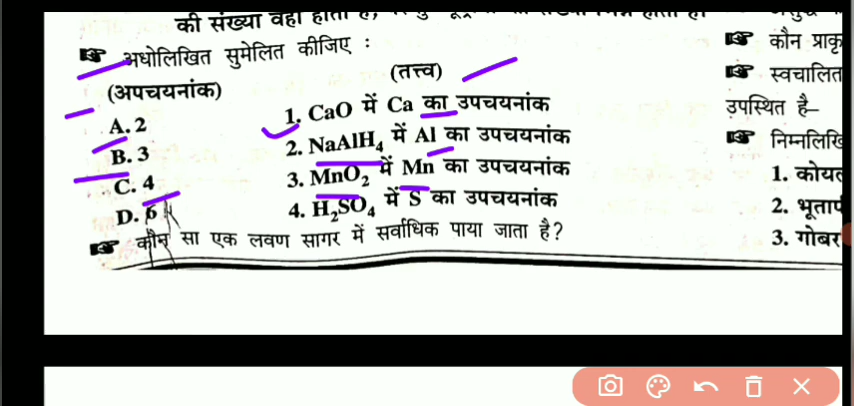 की संख्या वही होती है,
☞ अधोलिखित सुमेलित कीजिए :
(अपचयनांक) (तत्त्व)
A. 2 1. CaO में Ca का उपचयनांक
B. 3 2. NaAlH₄ में Al का उपचयनांक
C. 4 3. MnO₂ में Mn का उपचयनांक
D. 6 4. H₂SO₄ में S का उपचयनांक
☞ कौन सा एक लवण सागर में सर्वाधिक पाया जाता है?
☞ कौन प्राकृ
☞ स्वचालित
उपस्थित है–
☞ निम्नलिखि
1. कोयल
2. भूताप
3. गोबर